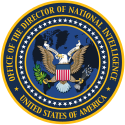 OFFICE OF THE DIRECTOR OF NATIONAL INTELLIGENCE
UNITED STATES OF AMERICA